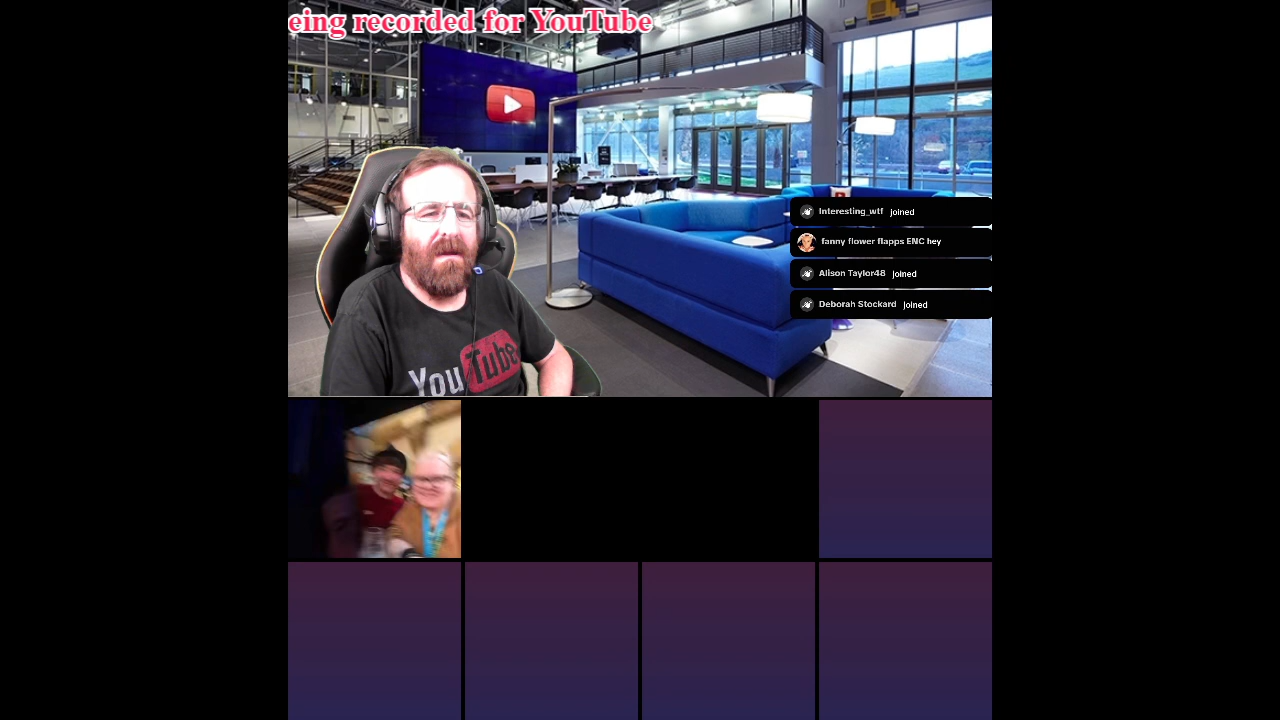 eing recorded for YouTube
Interesting_wtf joined
fanny flower flapps ENC hey
Alison Taylor48 joined
Deborah Stockard joined
YouTube